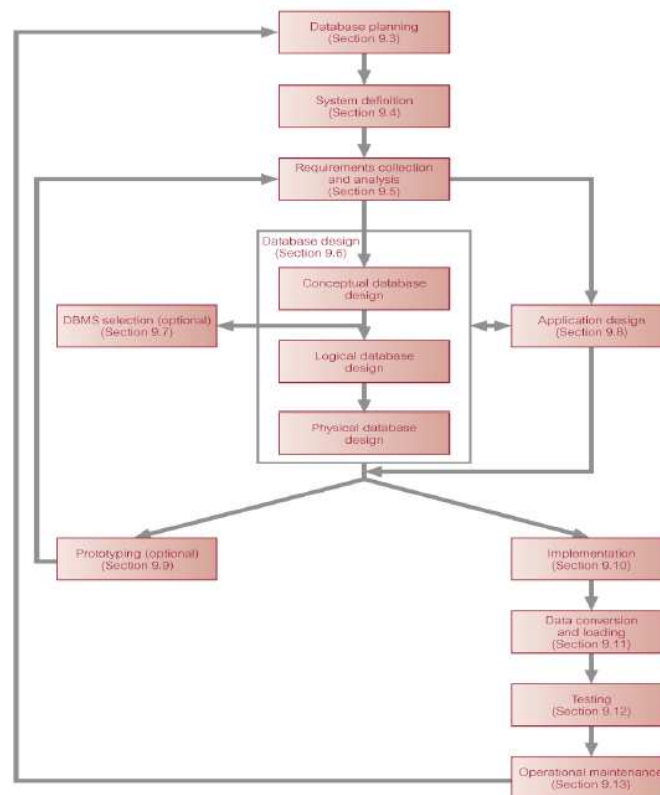 Database planning
(Section 9.3)
System definition
(Section 9.4)
Requirements collection
and analysis
(Section 9.5)
Database design
(Section 9.6)
Conceptual database
design
DBMS selection (optional)
(Section 9.7)
Application design
(Section 9.8)
Logical database
design
Physical database
design
Prototyping (optional)
(Section 9.9)
Implementation
(Section 9.10)
Data conversion
and loading
(Section 9.11)
Testing
(Section 9.12)
Operational maintenance
(Section 9.13)